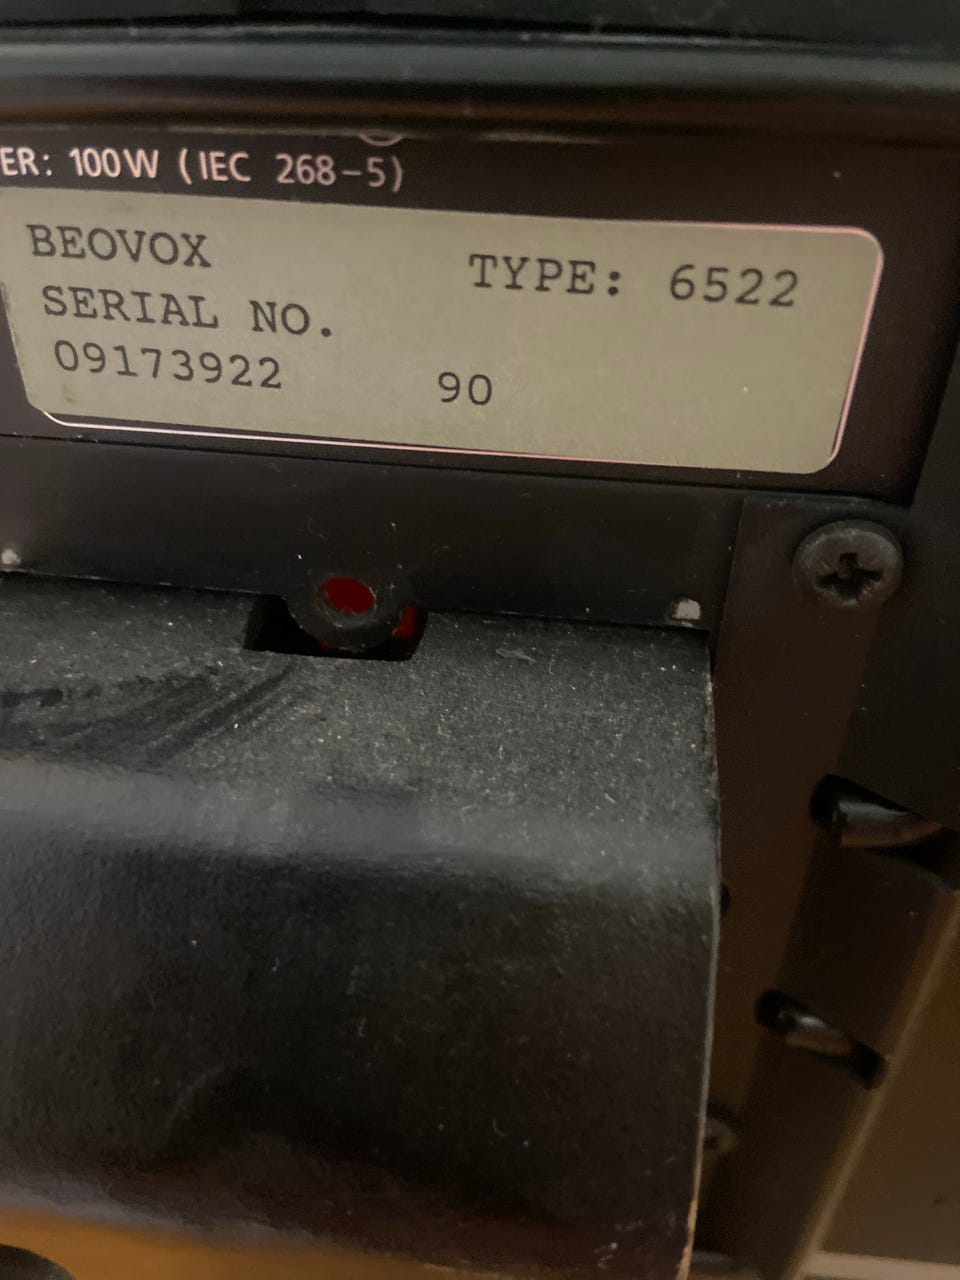 ER: 100W (IEC 268-5)
BEOVOX TYPE: 6522
SERIAL NO.
09173922 90